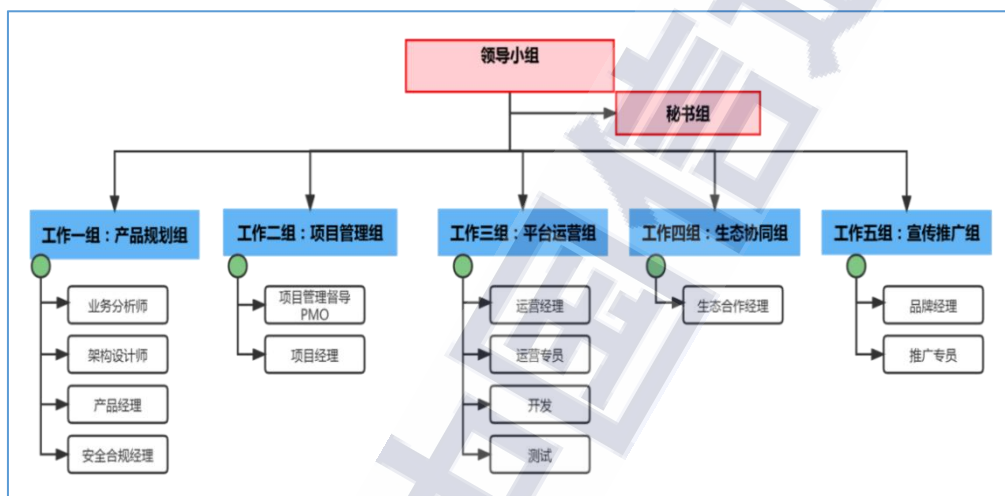 领导小组
秘书组
工作一组：产品规划组
工作二组：项目管理组
工作三组：平台运营组
工作四组：生态协同组
工作五组：宣传推广组
业务分析师
架构设计师
产品经理
安全合规经理
项目管理督导
PMO
项目经理
运营经理
运营专员
开发
测试
生态合作经理
品牌经理
推广专员
中国信通